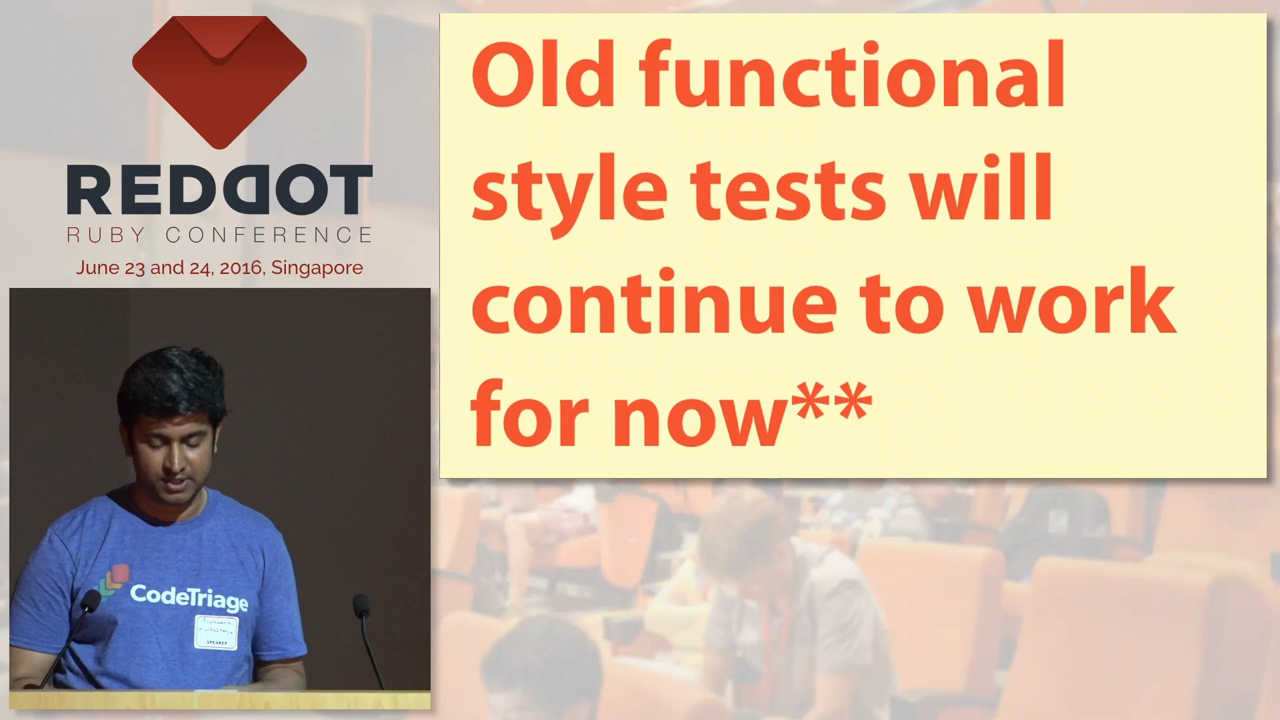 REDDOT
RUBY CONFERENCE
June 23 and 24, 2016, Singapore
Old functional
style tests will
continue to work
for now**
CodeTriage
SPEAKER